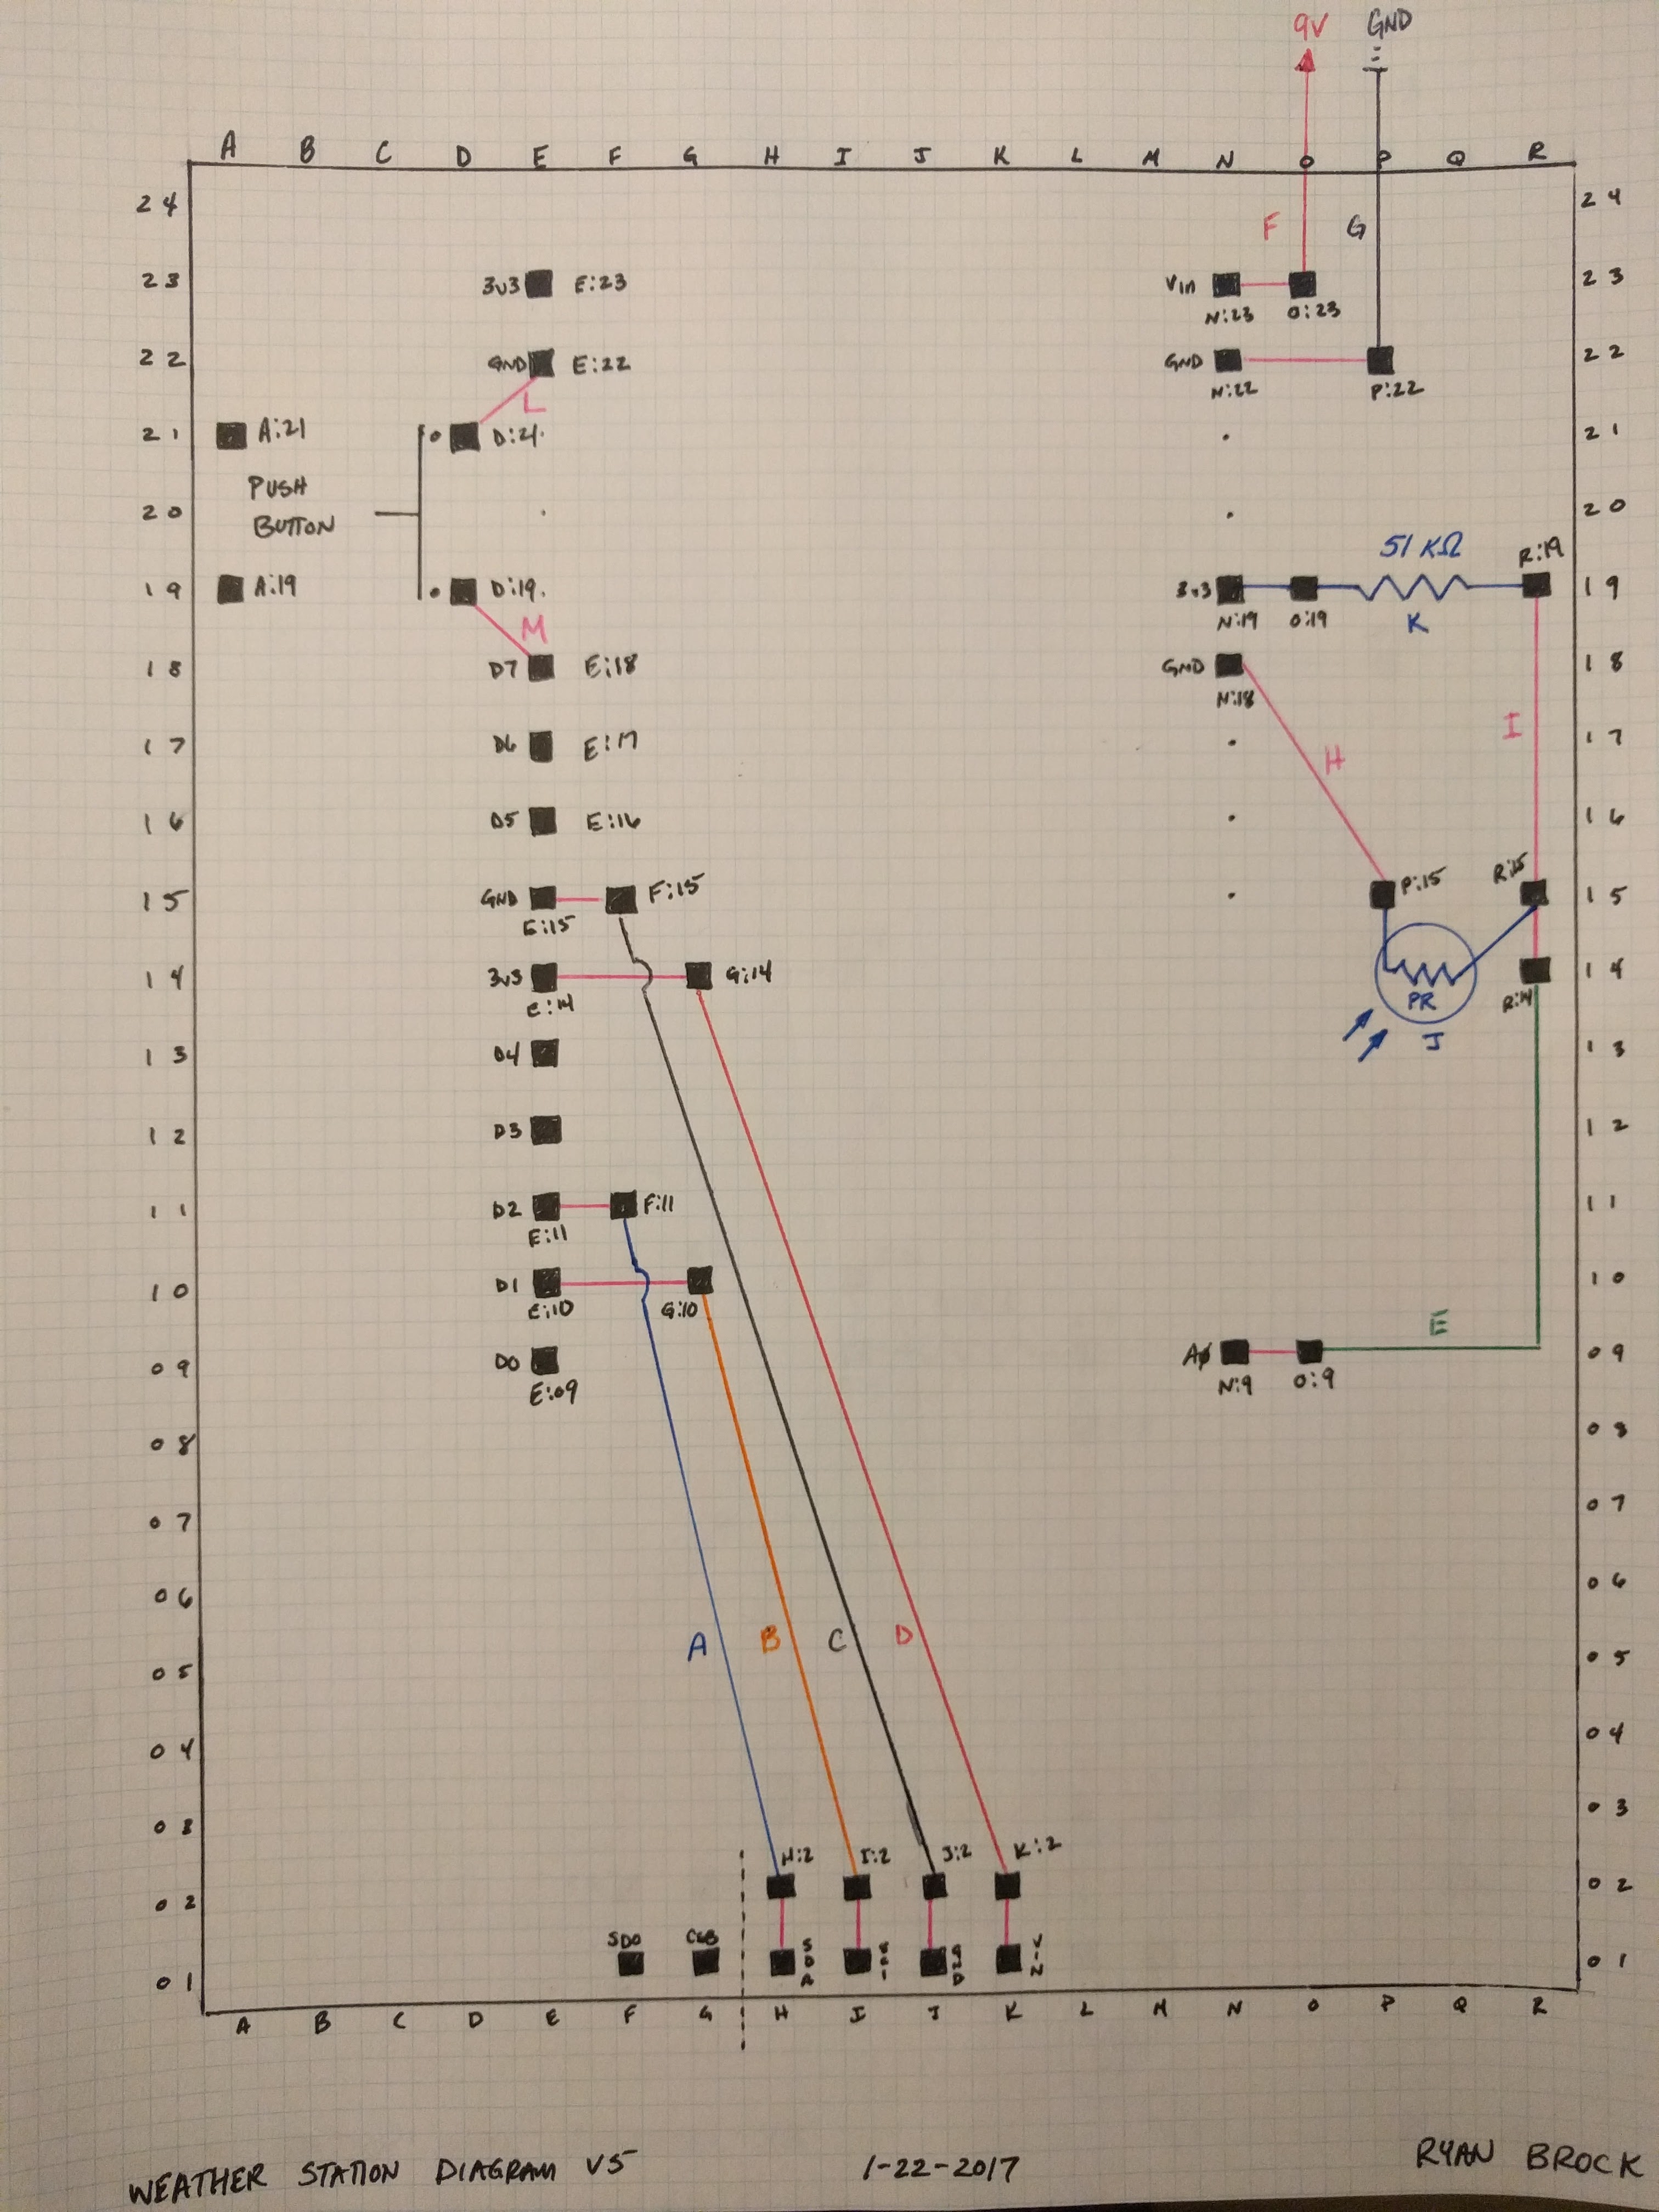 9V GND
A B C D E F G H I J K L M N O P Q R
24 24
F G
23 3v3 E:23 Vin 23
N:23 O:23
22 GND E:22 GND 22
L N:22 P:22
21 A:21 D:21 21
PUSH
20 20
BUTTON
51 KΩ R:19
19 A:19 D:19 3v3 19
M N:19 O:19 K
18 D7 E:18 GND 18
N:18
I
17 D6 E:17 17
H
16 D5 E:16 16
15 GND F:15 P:15 R:15 15
E:15
14 3v3 G:14 14
E:14 PR R:14
J
13 D4 13
12 D3 12
11 D2 F:11 11
E:11
10 D1 10
E:10 G:10
E
09 D0 AØ 09
E:09 N:9 O:9
08 08
07 07
06 06
A B C D
05 05
04 04
03 03
H:2 I:2 J:2 K:2
02 02
SDO CSB
01 SDA GND VIN 01
A B C D E F G H I J K L M N O P Q R
WEATHER STATION DIAGRAM V5 1-22-2017 RYAN BROCK